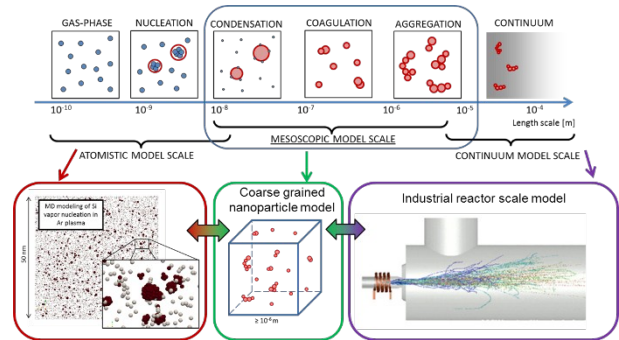 GAS-PHASE
NUCLEATION
CONDENSATION
COAGULATION
AGGREGATION
CONTINUUM
10⁻¹⁰
10⁻⁹
10⁻⁸
10⁻⁷
10⁻⁶
10⁻⁵
10⁻⁴
Length scale [m]
ATOMISTIC MODEL SCALE
MESOSCOPIC MODEL SCALE
CONTINUUM MODEL SCALE
MD modeling of Si
vapor nucleation in
Ar plasma
50 nm
Coarse grained
nanoparticle model
≥ 10⁻⁶ m
Industrial reactor scale model